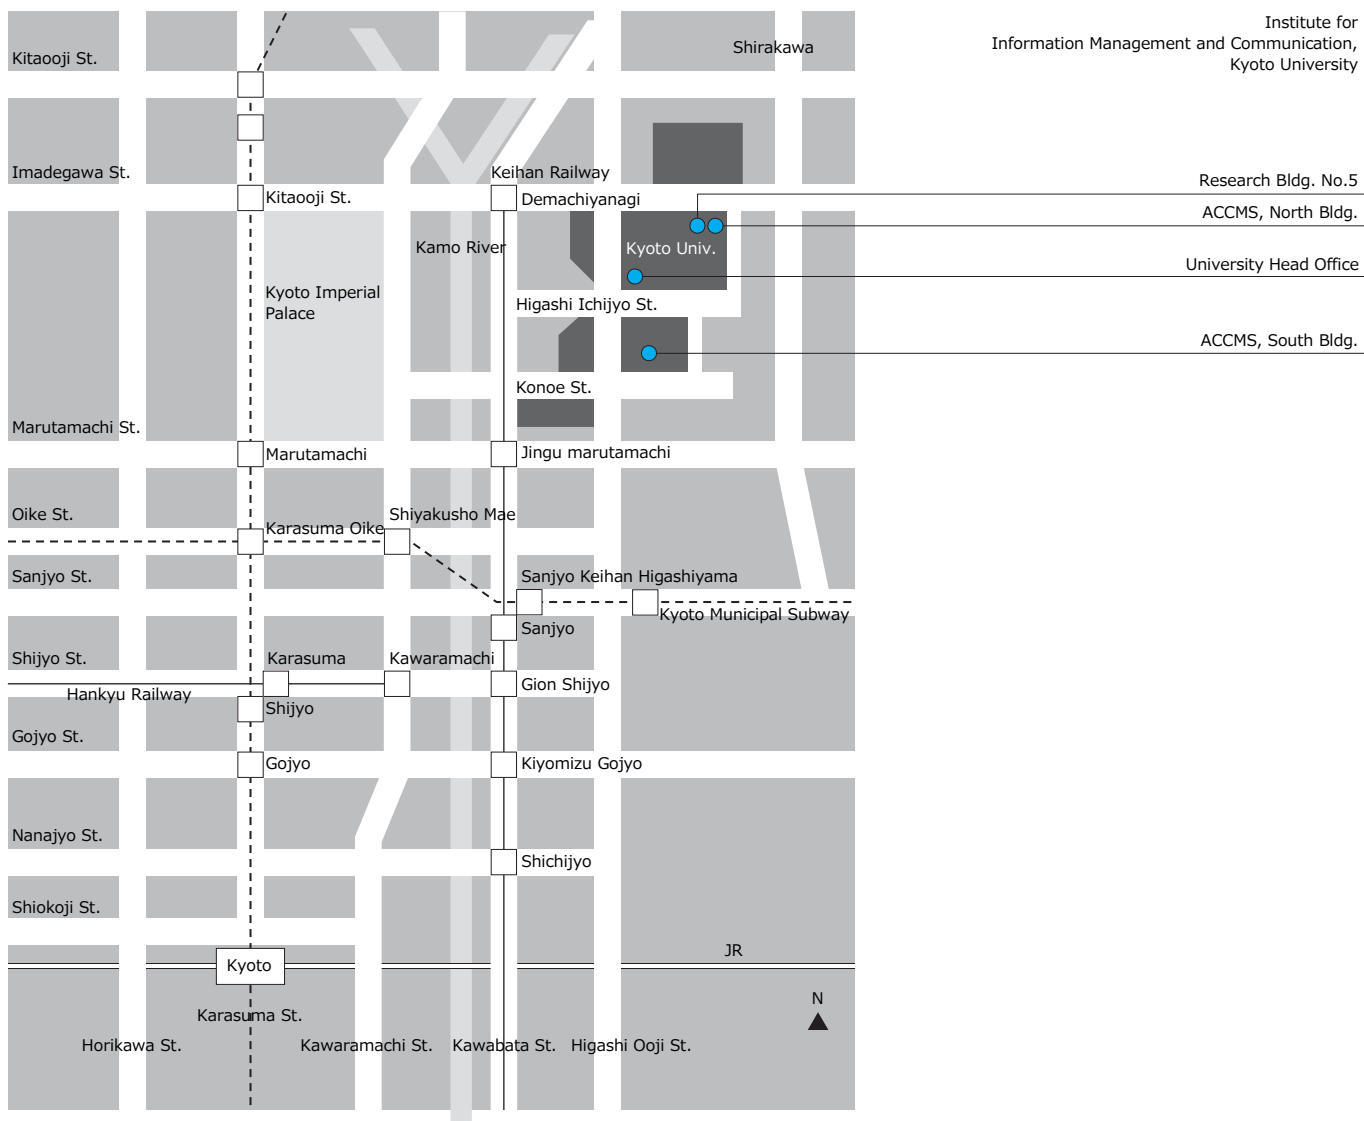 Institute for
Information Management and Communication,
Kyoto University
Shirakawa
Kitaooji St.
Imadegawa St.
Keihan Railway
Research Bldg. No.5
Kitaooji St.
Demachiyanagi
ACCMS, North Bldg.
Kamo River
Kyoto Univ.
University Head Office
Kyoto Imperial
Palace
Higashi Ichijyo St.
ACCMS, South Bldg.
Konoe St.
Marutamachi St.
Marutamachi
Jingu marutamachi
Oike St.
Shiyakusho Mae
Karasuma Oike
Sanjyo St.
Sanjyo Keihan Higashiyama
Kyoto Municipal Subway
Sanjyo
Shijyo St.
Karasuma
Kawaramachi
Gion Shijyo
Hankyu Railway
Shijyo
Gojyo St.
Gojyo
Kiyomizu Gojyo
Nanajyo St.
Shichijyo
Shiokoji St.
JR
Kyoto
N
Karasuma St.
Horikawa St.
Kawaramachi St.
Kawabata St.
Higashi Ooji St.